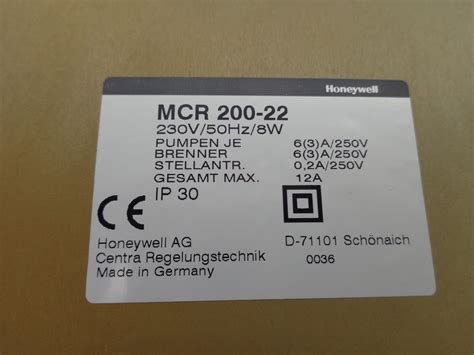 Honeywell
MCR 200-22
230V/50Hz/8W
PUMPEN JE 6(3)A/250V
BRENNER 6(3)A/250V
STELLANTR. 0,2A/250V
GESAMT MAX. 12A
IP 30
CE
Honeywell AG D-71101 Schönaich
Centra Regelungstechnik 0036
Made in Germany